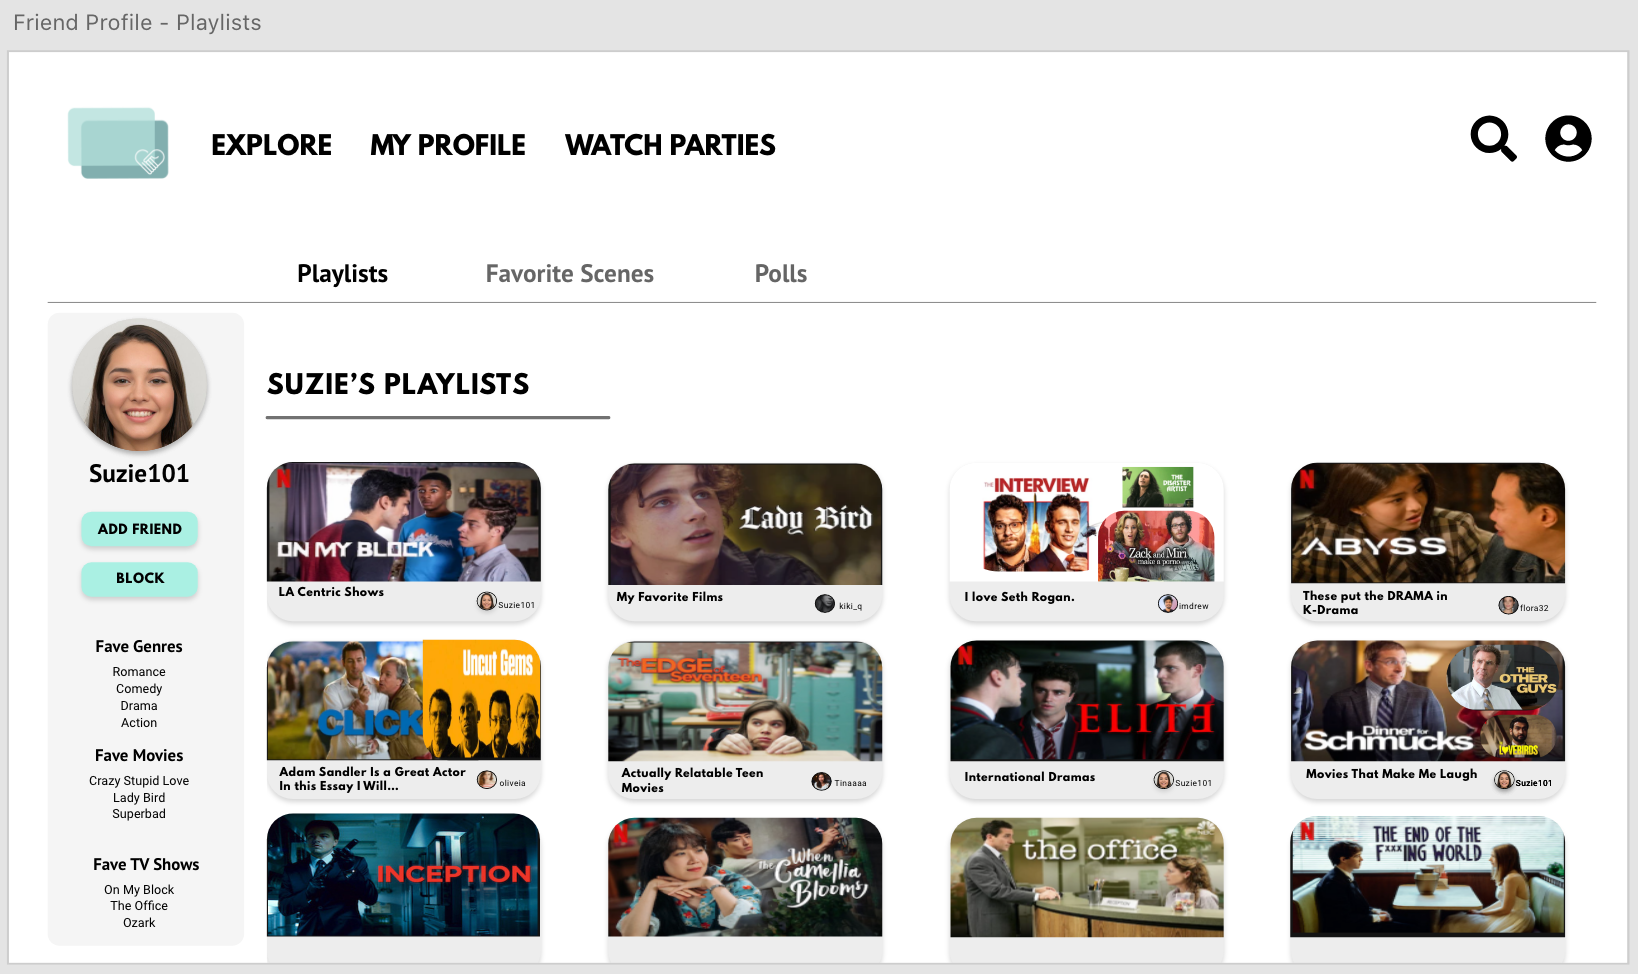 Friend Profile - Playlists
EXPLORE MY PROFILE WATCH PARTIES
Playlists Favorite Scenes Polls
Suzie101
ADD FRIEND
BLOCK
Fave Genres
Romance
Comedy
Drama
Action
Fave Movies
Crazy Stupid Love
Lady Bird
Superbad
Fave TV Shows
On My Block
The Office
Ozark
SUZIE’S PLAYLISTS
N
ON MY BLOCK
LA Centric Shows
Suzie101
Lady Bird
My Favorite Films
kiki_q
THE INTERVIEW
THE
DISASTER
ARTIST
Zack and Miri
make a porno
I love Seth Rogan.
imdrew
N
ABYSS
These put the DRAMA in
K-Drama
flora32
CLICK
Uncut Gems
Adam Sandler Is a Great Actor
In this Essay I Will...
oliveia
The EDGE of
Seventeen
Actually Relatable Teen
Movies
Tinaaaa
N
ELITE
International Dramas
Suzie101
Dinner for
Schmucks
THE
OTHER
GUYS
LOVEBIRDS
Movies That Make Me Laugh
Suzie101
INCEPTION
N
When
The Camellia
Blooms
the office
RECEPTION
N
THE END OF THE
F***ING WORLD